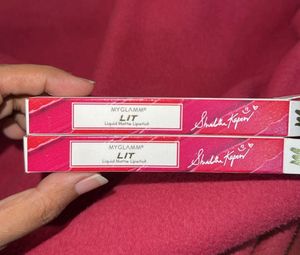 MYGLAMM®
LIT
Liquid Matte Lipstick
Shraddha Kapoor
MYGLAMM®
LIT
Liquid Matte Lipstick
Shraddha Kapoor